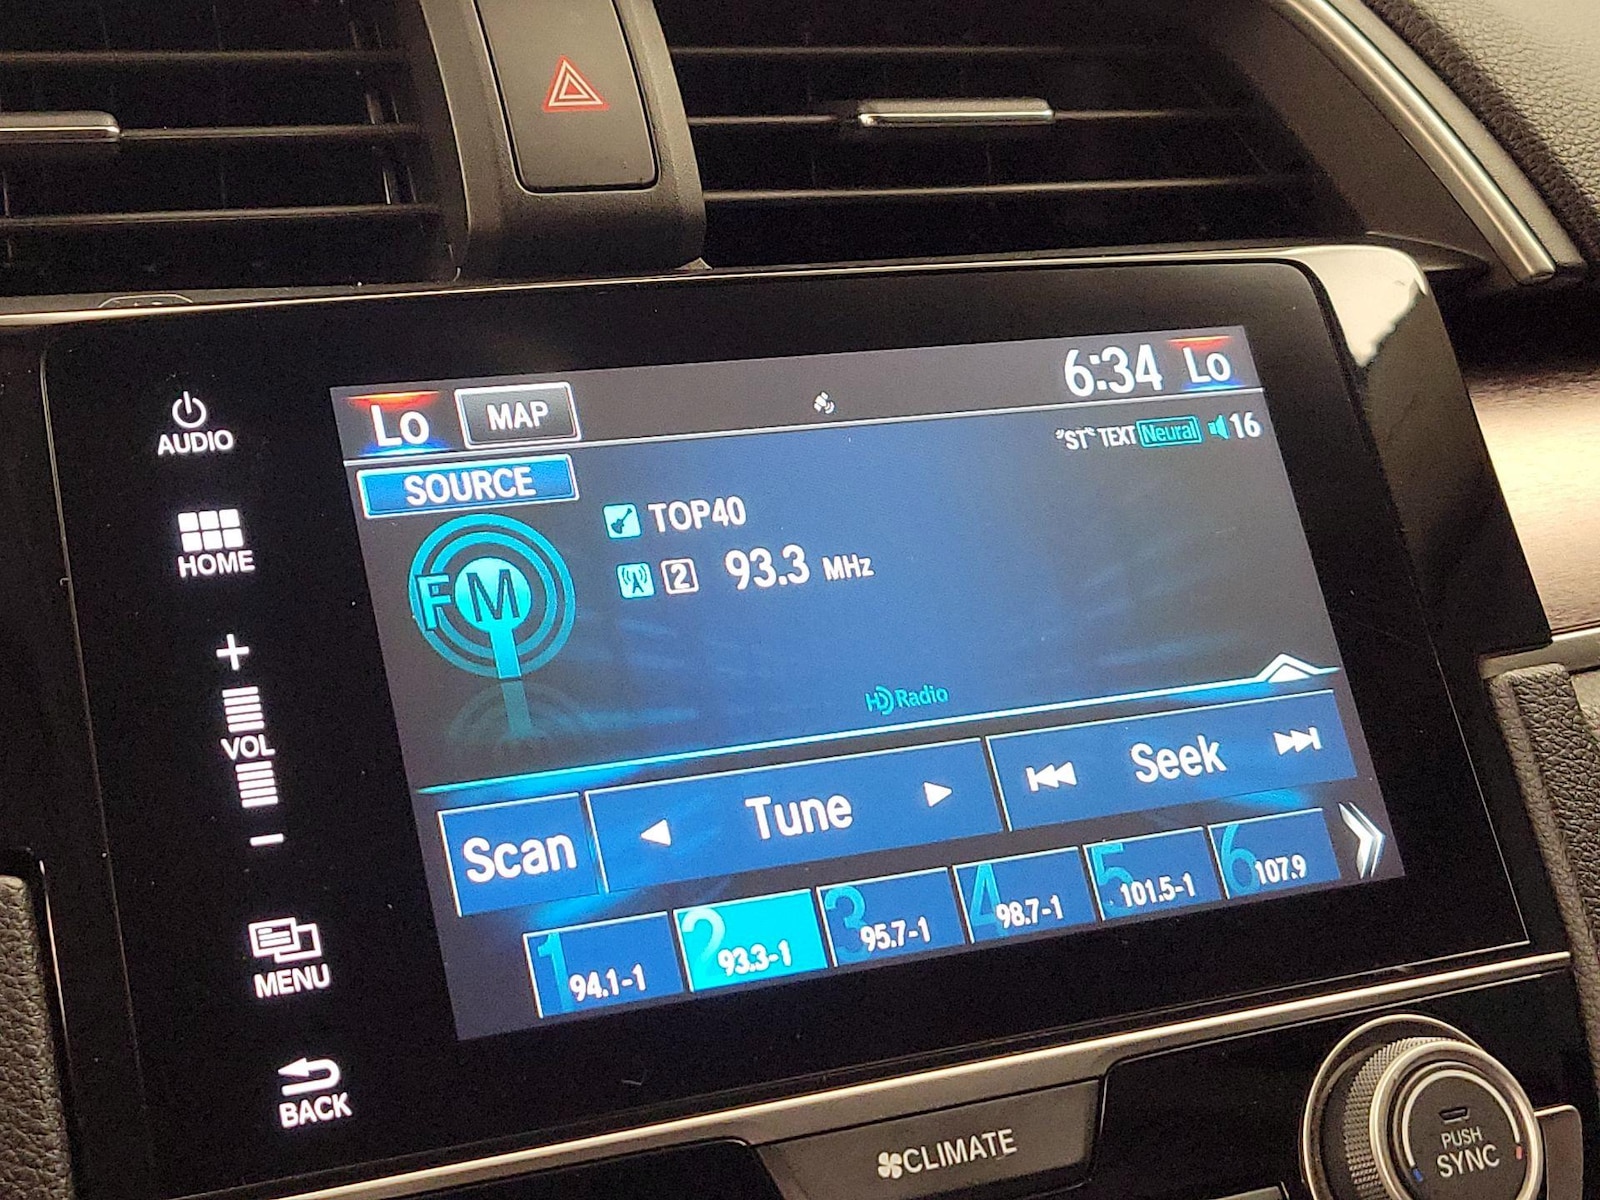 Lo MAP 6:34 Lo
"ST" TEXT Neural 16
AUDIO
SOURCE
TOP40
HOME
FM
2 93.3 MHz
HD Radio
VOL
Scan Tune Seek
1 94.1-1
2 93.3-1
3 95.7-1
4 98.7-1
5 101.5-1
6 107.9
MENU
BACK
CLIMATE
PUSH
SYNC